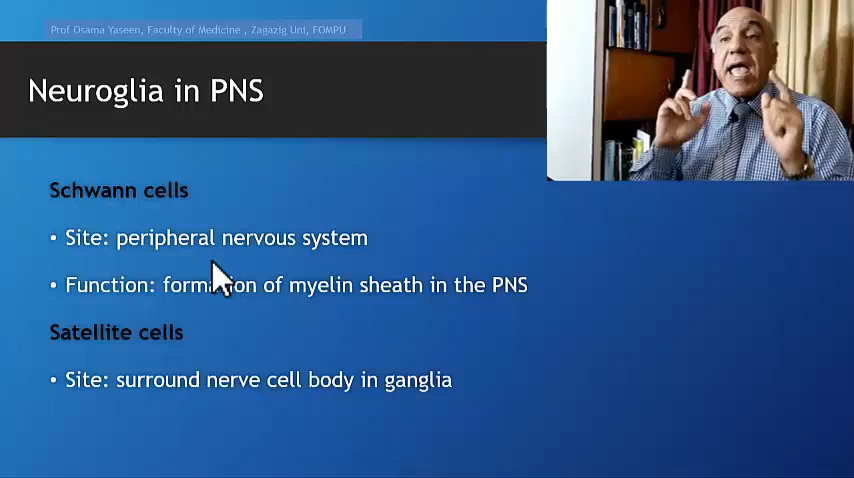 Prof Osama Yaseen, Faculty of Medicine , Zagazig Uni, FOMPU
Neuroglia in PNS
Schwann cells
• Site: peripheral nervous system
• Function: formation of myelin sheath in the PNS
Satellite cells
• Site: surround nerve cell body in ganglia